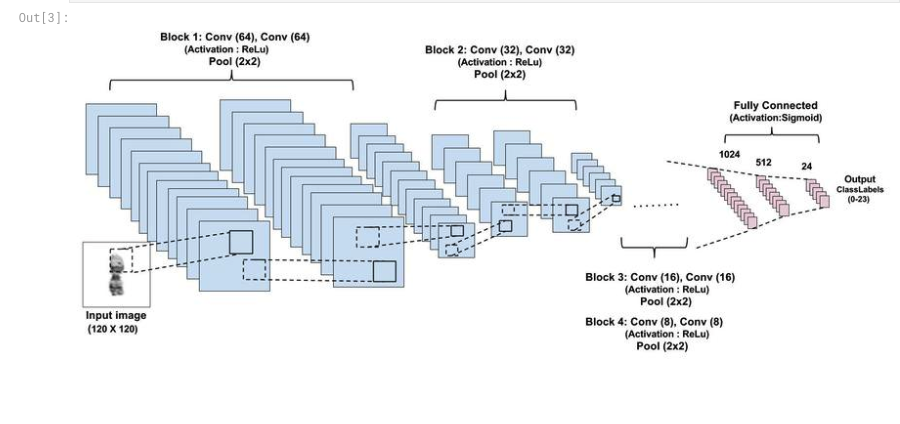 Out[3]:
Block 1: Conv (64), Conv (64)
(Activation : ReLu)
Pool (2x2)
Block 2: Conv (32), Conv (32)
(Activation : ReLu)
Pool (2x2)
Fully Connected
(Activation:Sigmoid)
1024
512
24
Output
ClassLabels
(0-23)
Input image
(120 X 120)
Block 3: Conv (16), Conv (16)
(Activation : ReLu)
Pool (2x2)
Block 4: Conv (8), Conv (8)
(Activation : ReLu)
Pool (2x2)